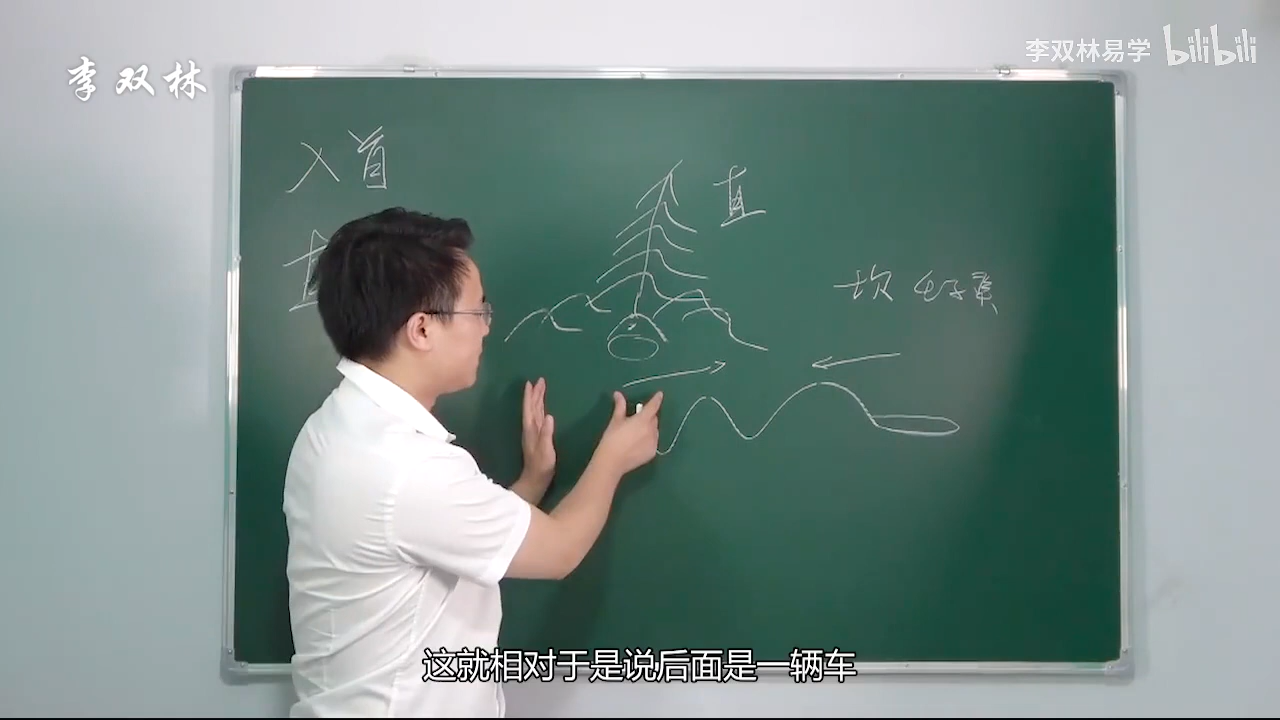 李双林
李双林易学 bilibili
入首
直
坎
这就相对于是说后面是一辆车